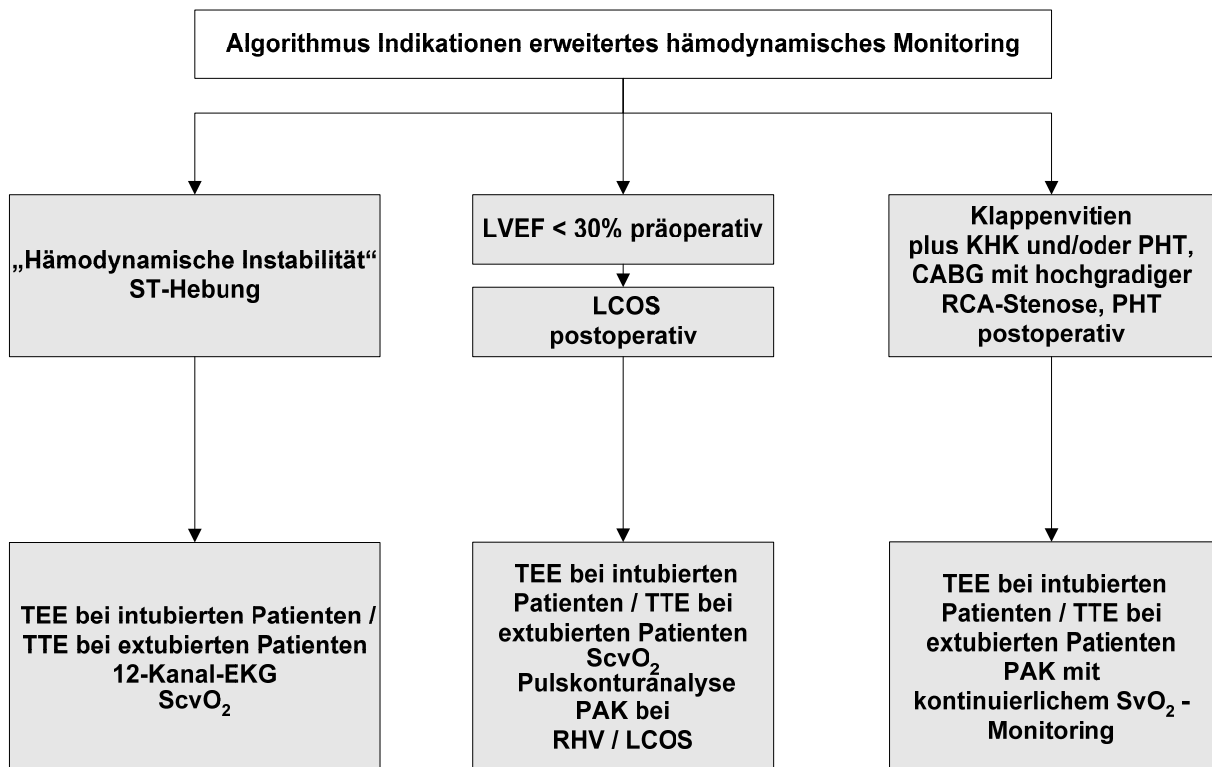 Algorithmus Indikationen erweitertes hämodynamisches Monitoring
„Hämodynamische Instabilität“
ST-Hebung
LVEF < 30% präoperativ
LCOS
postoperativ
Klappenvitien
plus KHK und/oder PHT,
CABG mit hochgradiger
RCA-Stenose, PHT
postoperativ
TEE bei intubierten Patienten /
TTE bei extubierten Patienten
12-Kanal-EKG
ScvO₂
TEE bei intubierten
Patienten / TTE bei
extubierten Patienten
ScvO₂
Pulskonturanalyse
PAK bei
RHV / LCOS
TEE bei intubierten
Patienten / TTE bei
extubierten Patienten
PAK mit
kontinuierlichem SvO₂ -
Monitoring